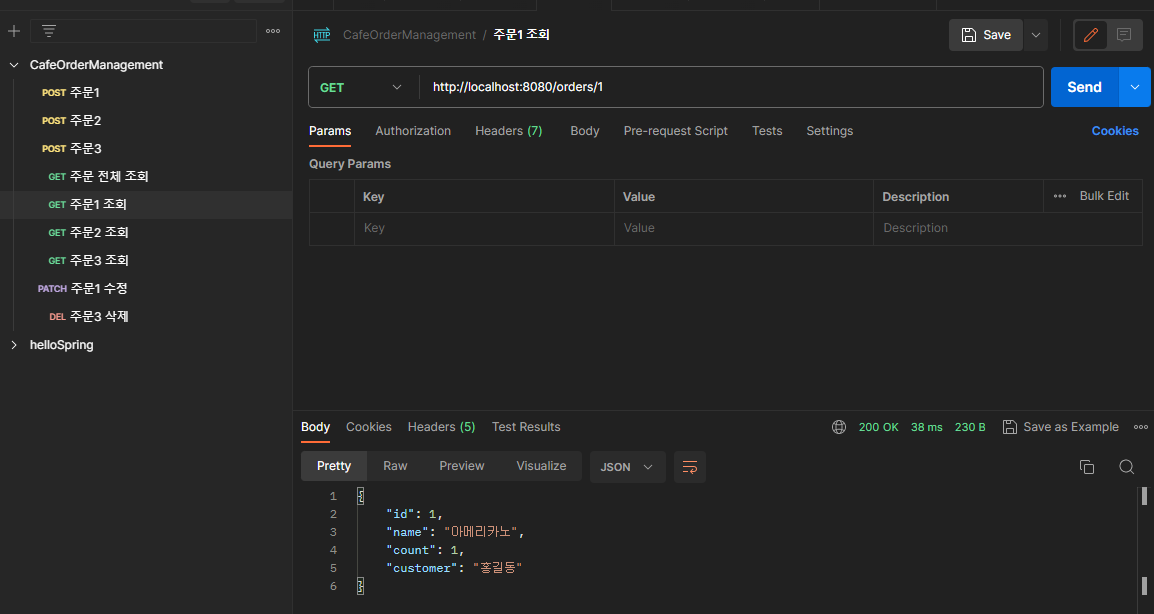 CafeOrderManagement
POST 주문1
POST 주문2
POST 주문3
GET 주문 전체 조회
GET 주문1 조회
GET 주문2 조회
GET 주문3 조회
PATCH 주문1 수정
DEL 주문3 삭제
helloSpring
HTTP CafeOrderManagement / 주문1 조회
Save
GET http://localhost:8080/orders/1
Send
Params Authorization Headers (7) Body Pre-request Script Tests Settings Cookies
Query Params
Key Value Description Bulk Edit
Key Value Description
Body Cookies Headers (5) Test Results 200 OK 38 ms 230 B Save as Example
Pretty Raw Preview Visualize JSON
1 {
2 "id": 1,
3 "name": "아메리카노",
4 "count": 1,
5 "customer": "홍길동"
6 }